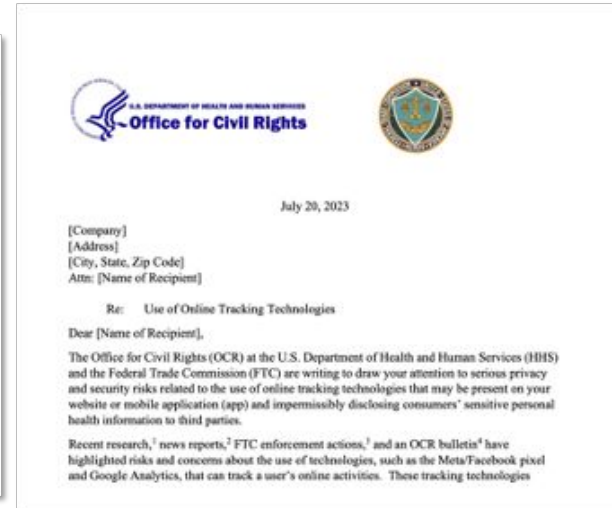 U.S. DEPARTMENT OF HEALTH AND HUMAN SERVICES
Office for Civil Rights
July 20, 2023
[Company]
[Address]
[City, State, Zip Code]
Attn: [Name of Recipient]
Re: Use of Online Tracking Technologies
Dear [Name of Recipient],
The Office for Civil Rights (OCR) at the U.S. Department of Health and Human Services (HHS)
and the Federal Trade Commission (FTC) are writing to draw your attention to serious privacy
and security risks related to the use of online tracking technologies that may be present on your
website or mobile application (app) and impermissibly disclosing consumers’ sensitive personal
health information to third parties.
Recent research,¹ news reports,² FTC enforcement actions,³ and an OCR bulletin⁴ have
highlighted risks and concerns about the use of technologies, such as the Meta/Facebook pixel
and Google Analytics, that can track a user’s online activities. These tracking technologies